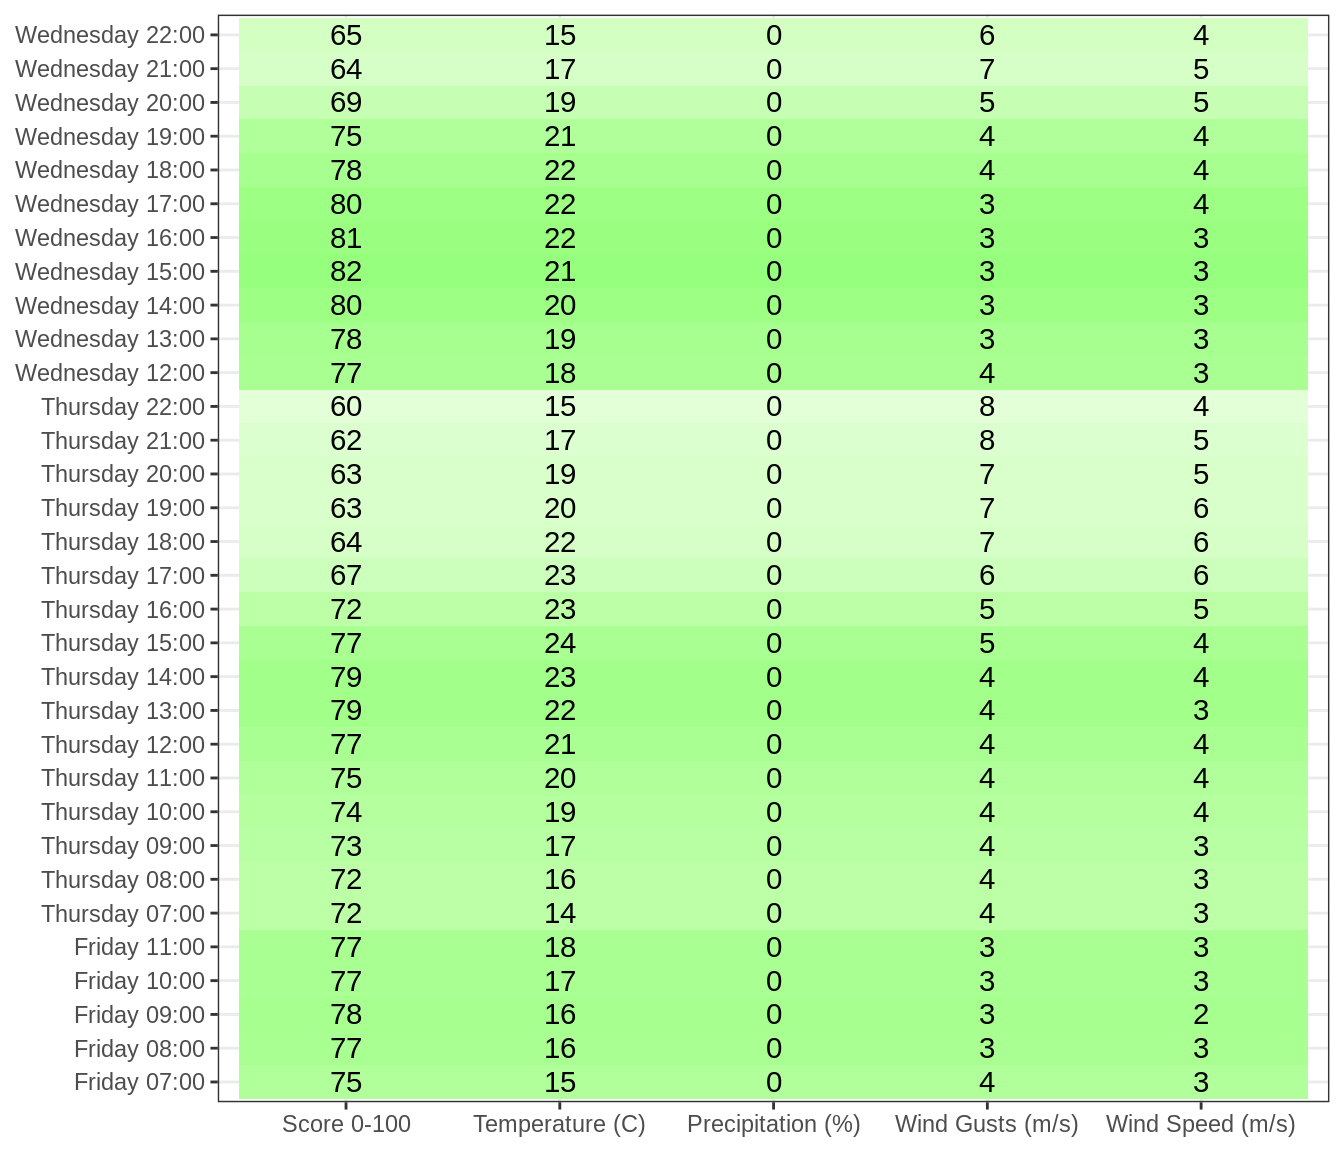 Wednesday 22:00 65 15 0 6 4
Wednesday 21:00 64 17 0 7 5
Wednesday 20:00 69 19 0 5 5
Wednesday 19:00 75 21 0 4 4
Wednesday 18:00 78 22 0 4 4
Wednesday 17:00 80 22 0 3 4
Wednesday 16:00 81 22 0 3 3
Wednesday 15:00 82 21 0 3 3
Wednesday 14:00 80 20 0 3 3
Wednesday 13:00 78 19 0 3 3
Wednesday 12:00 77 18 0 4 3
Thursday 22:00 60 15 0 8 4
Thursday 21:00 62 17 0 8 5
Thursday 20:00 63 19 0 7 5
Thursday 19:00 63 20 0 7 6
Thursday 18:00 64 22 0 7 6
Thursday 17:00 67 23 0 6 6
Thursday 16:00 72 23 0 5 5
Thursday 15:00 77 24 0 5 4
Thursday 14:00 79 23 0 4 4
Thursday 13:00 79 22 0 4 3
Thursday 12:00 77 21 0 4 4
Thursday 11:00 75 20 0 4 4
Thursday 10:00 74 19 0 4 4
Thursday 09:00 73 17 0 4 3
Thursday 08:00 72 16 0 4 3
Thursday 07:00 72 14 0 4 3
Friday 11:00 77 18 0 3 3
Friday 10:00 77 17 0 3 3
Friday 09:00 78 16 0 3 2
Friday 08:00 77 16 0 3 3
Friday 07:00 75 15 0 4 3
Score 0-100 Temperature (C) Precipitation (%) Wind Gusts (m/s) Wind Speed (m/s)